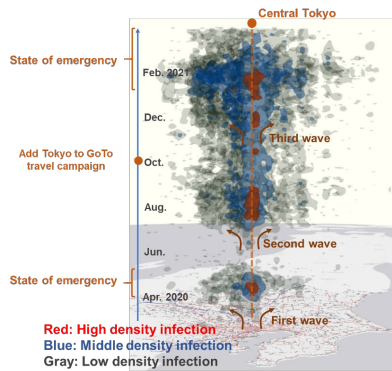 Central Tokyo
State of emergency
Feb. 2021
Dec.
Third wave
Add Tokyo to GoTo
travel campaign
Oct.
Aug.
Second wave
Jun.
State of emergency
Apr. 2020
First wave
Red: High density infection
Blue: Middle density infection
Gray: Low density infection